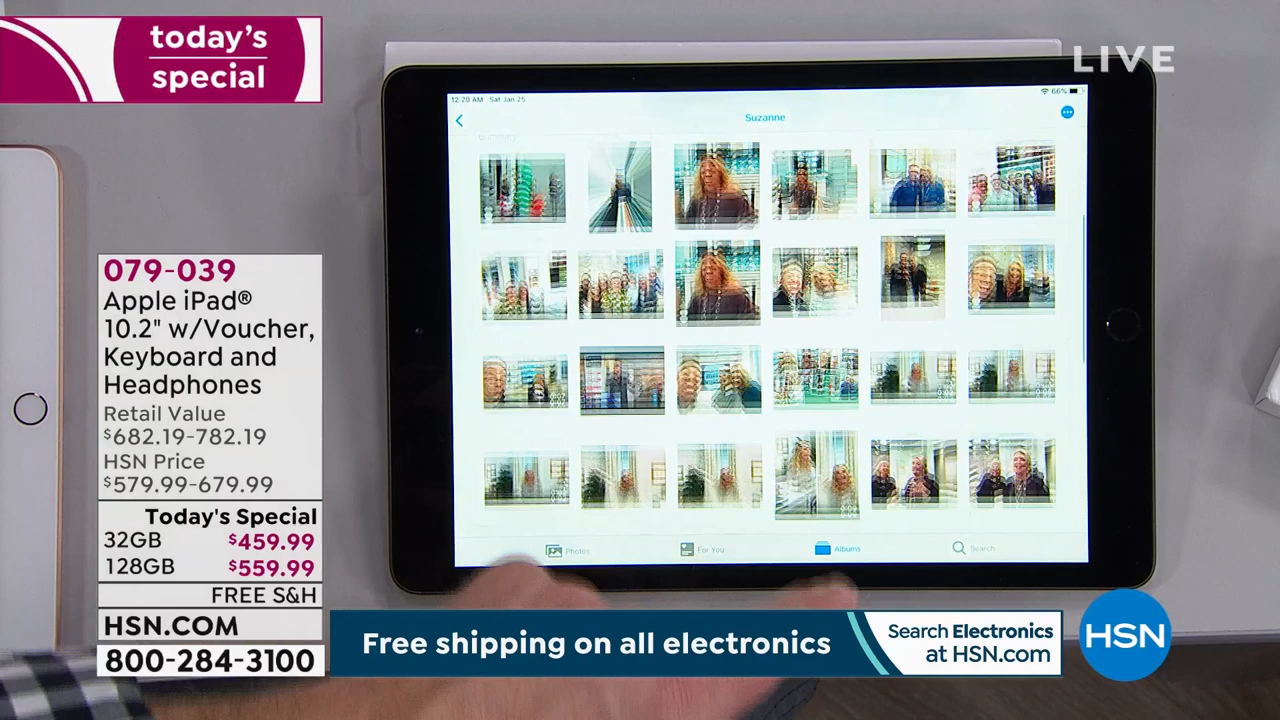 today's
special
LIVE
12:20 AM Sat Jan 25
66%
Suzanne
Summary
079-039
Apple iPad®
10.2" w/Voucher,
Keyboard and
Headphones
Retail Value
$682.19-782.19
HSN Price
$579.99-679.99
Today's Special
32GB $459.99
128GB $559.99
FREE S&H
HSN.COM
800-284-3100
Photos
For You
Albums
Search
Free shipping on all electronics
Search Electronics
at HSN.com
HSN